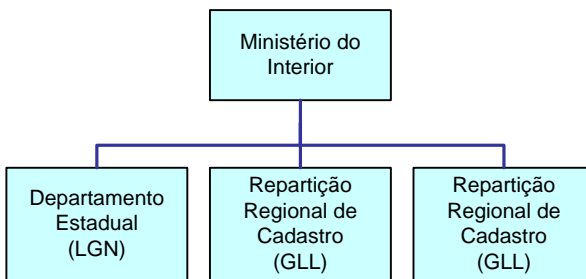 Ministério do
Interior
Departamento
Estadual
(LGN)
Repartição
Regional de
Cadastro
(GLL)
Repartição
Regional de
Cadastro
(GLL)